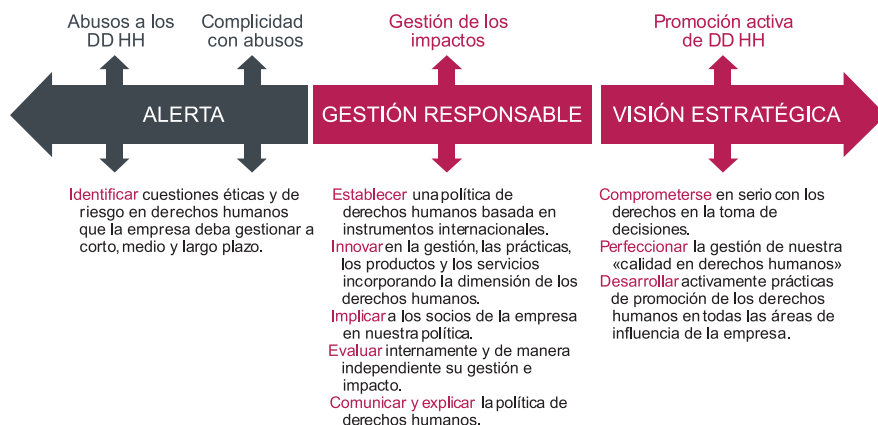 Abusos a los
DD HH
Complicidad
con abusos
Gestión de los
impactos
Promoción activa
de DD HH
ALERTA
GESTIÓN RESPONSABLE
VISIÓN ESTRATÉGICA
Identificar cuestiones éticas y de
riesgo en derechos humanos
que la empresa deba gestionar a
corto, medio y largo plazo.
Establecer una política de
derechos humanos basada en
instrumentos internacionales.
Innovar en la gestión, las prácticas,
los productos y los servicios
incorporando la dimensión de los
derechos humanos.
Implicar a los socios de la empresa
en nuestra política.
Evaluar internamente y de manera
independiente su gestión e
impacto.
Comunicar y explicar la política de
derechos humanos.
Comprometerse en serio con los
derechos en la toma de
decisiones.
Perfeccionar la gestión de nuestra
«calidad en derechos humanos»
Desarrollar activamente prácticas
de promoción de los derechos
humanos en todas las áreas de
influencia de la empresa.